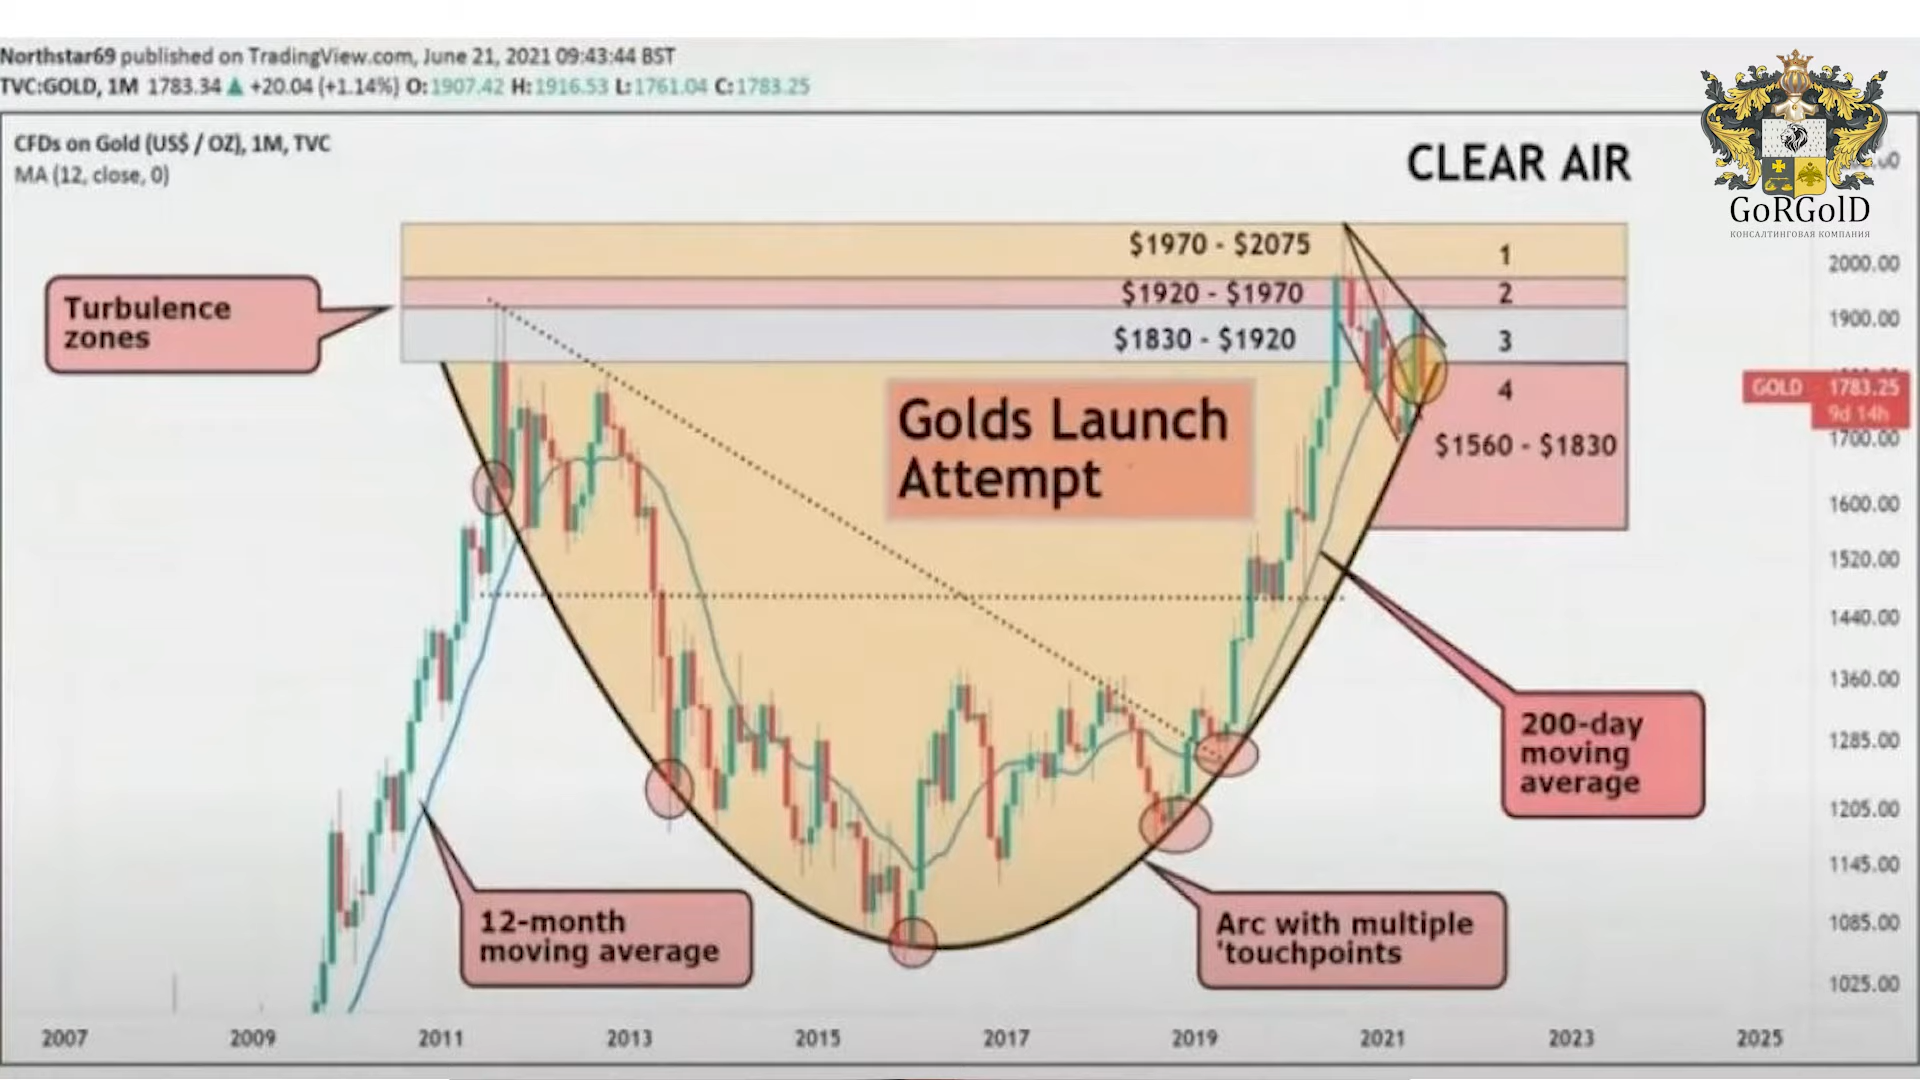 Northstar69 published on TradingView.com, June 21, 2021 09:43:44 BST
TVC:GOLD, 1M 1783.34 ▲ +20.04 (+1.14%) O:1907.42 H:1916.53 L:1761.04 C:1783.25
CFDs on Gold (US$ / OZ), 1M, TVC
MA (12, close, 0)
CLEAR AIR
GoRGolD
КОНСАЛТИНГОВАЯ КОМПАНИЯ
$1970 - $2075
1
$1920 - $1970
2
$1830 - $1920
3
4
$1560 - $1830
Turbulence
zones
Golds Launch
Attempt
200-day
moving
average
12-month
moving average
Arc with multiple
'touchpoints
2000.00
1900.00
GOLD 1783.25
9d 14h
1700.00
1600.00
1520.00
1440.00
1360.00
1285.00
1205.00
1145.00
1085.00
1025.00
2007 2009 2011 2013 2015 2017 2019 2021 2023 2025